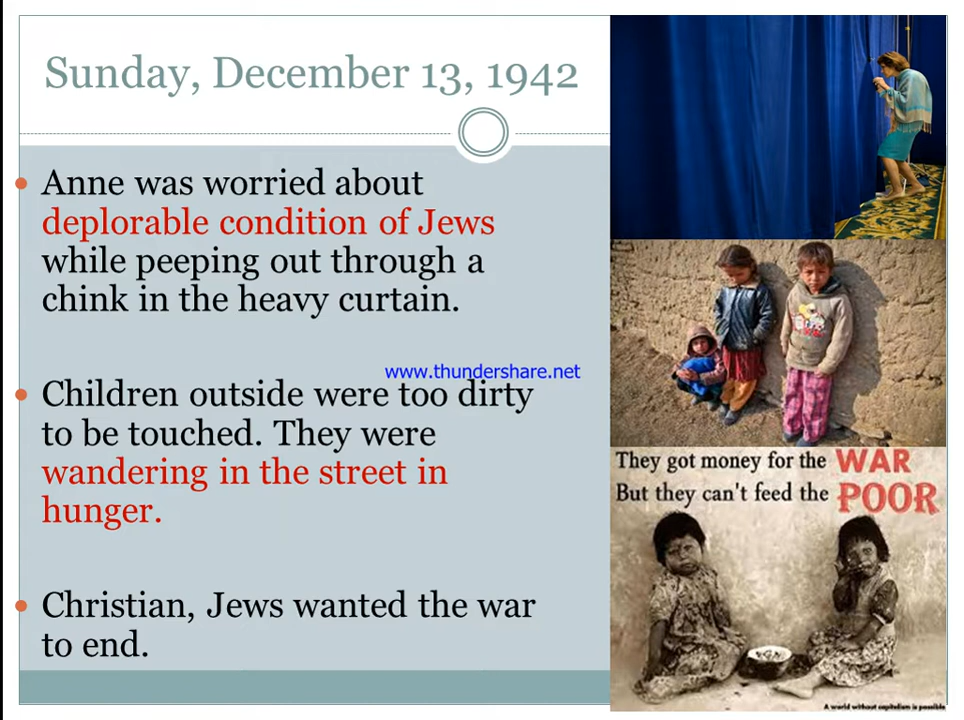 Sunday, December 13, 1942
• Anne was worried about
deplorable condition of Jews
while peeping out through a
chink in the heavy curtain.
www.thundershare.net
• Children outside were too dirty
to be touched. They were
wandering in the street in
hunger.
• Christian, Jews wanted the war
to end.
They got money for the WAR
But they can't feed the POOR
A world without capitalism is possible